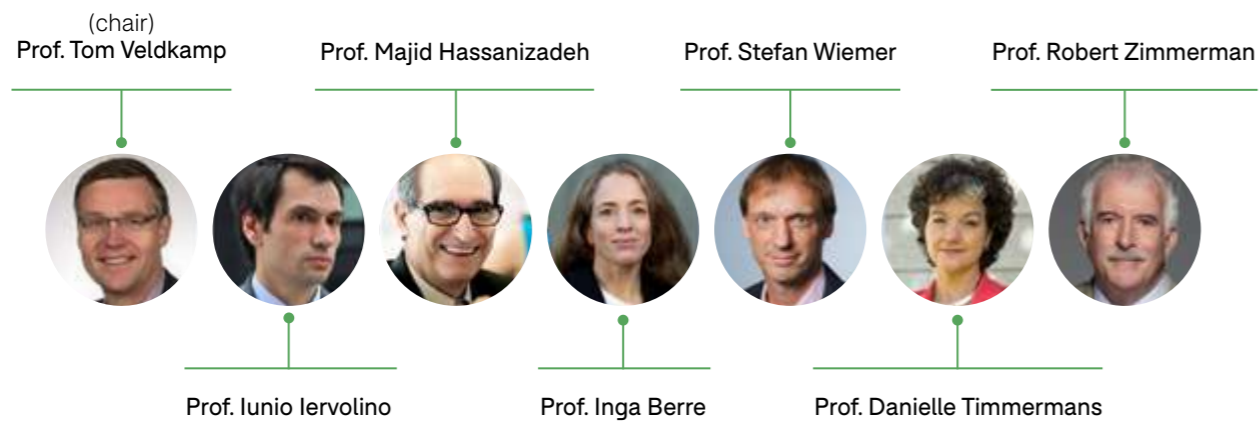 (chair)
Prof. Tom Veldkamp
Prof. Majid Hassanizadeh
Prof. Stefan Wiemer
Prof. Robert Zimmerman
Prof. Iunio Iervolino
Prof. Inga Berre
Prof. Danielle Timmermans